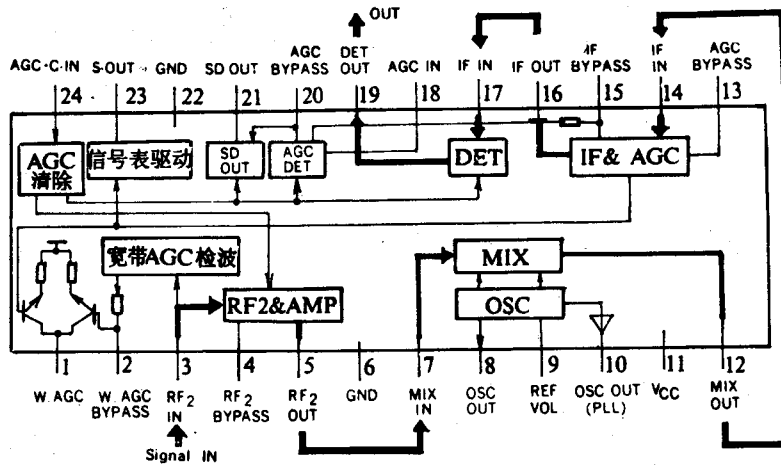 OUT
AGC·C·IN
S·OUT
GND
SD OUT
AGC
BYPASS
DET
OUT
AGC IN
IF IN
IF OUT
IF
BYPASS
IF
IN
AGC
BYPASS
24
23
22
21
20
19
18
17
16
15
14
13
AGC
清除
信号表驱动
SD
OUT
AGC
DET
DET
IF& AGC
宽带AGC检波
MIX
RF2&AMP
OSC
1
2
3
4
5
6
7
8
9
10
11
12
W.AGC
W. AGC
BYPASS
RF2
IN
RF2
BYPASS
RF2
OUT
GND
MIX
IN
OSC
OUT
REF
VOL
OSC OUT
(PLL)
VCC
MIX
OUT
Signal IN